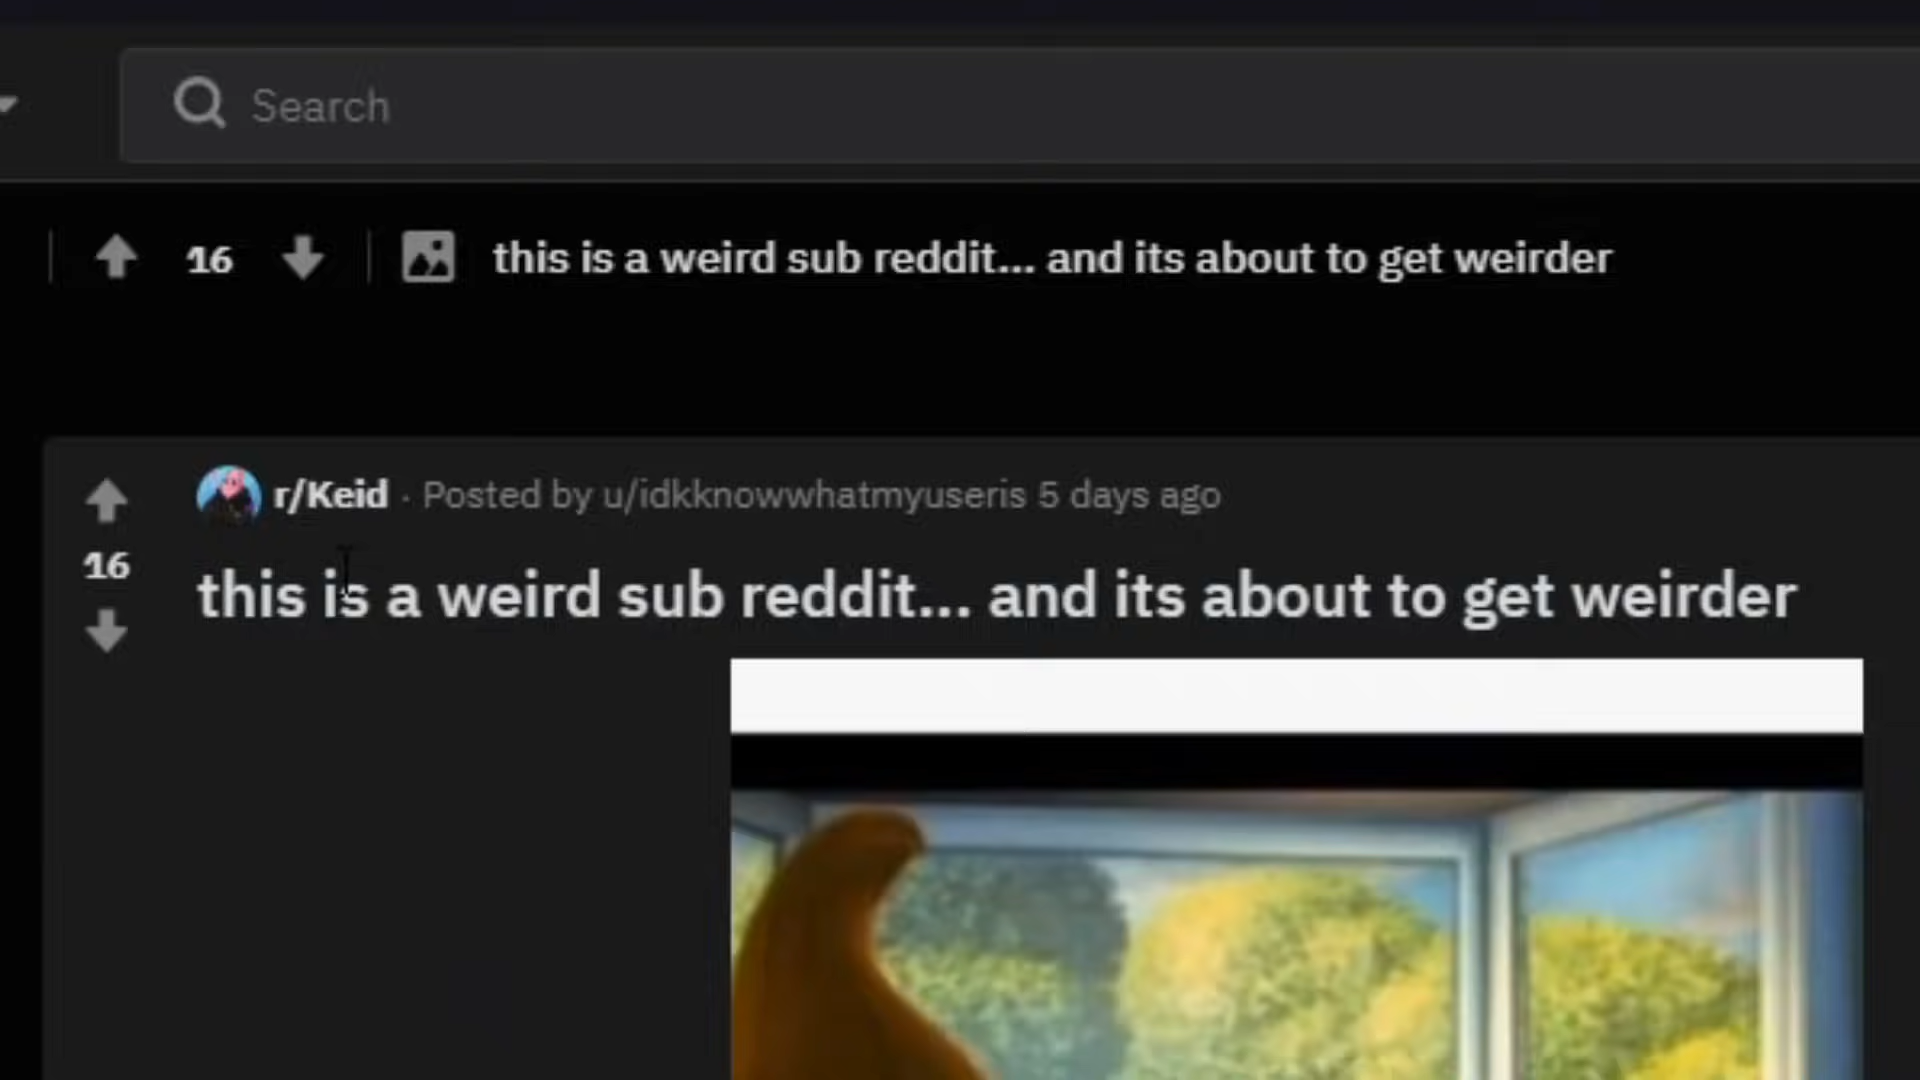 Search
16 this is a weird sub reddit... and its about to get weirder
r/Keid · Posted by u/idkknowwhatmyuseris 5 days ago
16
this is a weird sub reddit... and its about to get weirder